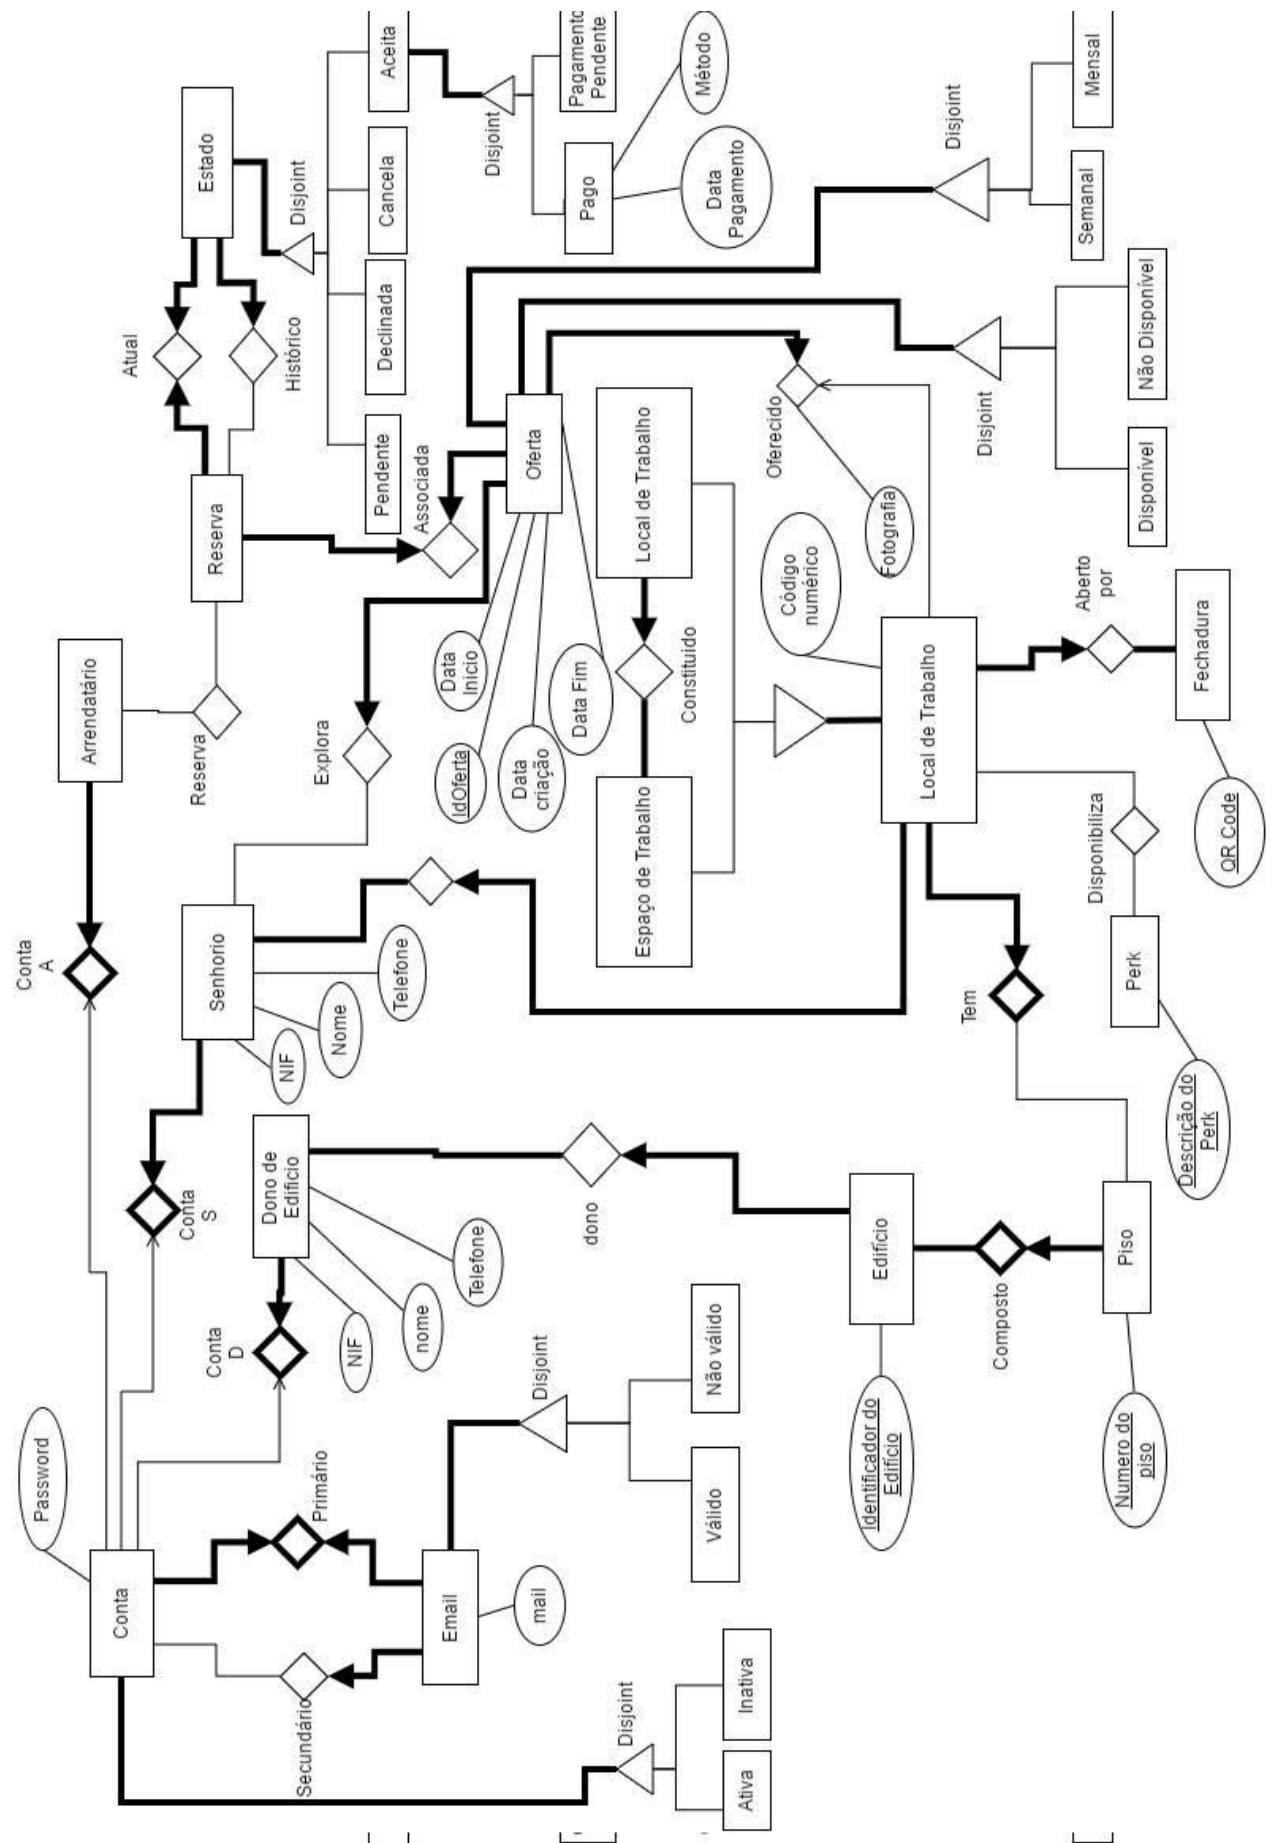 Password
Conta
Secundário
Primário
Email
mail
Disjoint
Ativa
Inativa
Disjoint
Válido
Não válido
Conta
A
Conta
S
Conta
D
Dono de
Edificio
NIF
nome
Telefone
dono
Edifício
Identificador do
Edifício
Composto
Piso
Numero do
piso
Senhorio
NIF
Nome
Telefone
Arrendatário
Reserva
Explora
Espaço de Trabalho
Constituido
Local de Trabalho
Local de Trabalho
Código
numérico
Tem
Disponibiliza
Perk
Descrição do
Perk
Aberto
por
Fechadura
QR Code
Reserva
Atual
Histórico
Estado
Disjoint
Pendente
Declinada
Cancela
Aceita
Disjoint
Pago
Pagamento
Pendente
Método
Data
Pagamento
Associada
Oferta
Data
Inicio
IdOferta
Data
criação
Data Fim
Oferecido
Fotografia
Disjoint
Disponível
Não Disponível
Disjoint
Semanal
Mensal